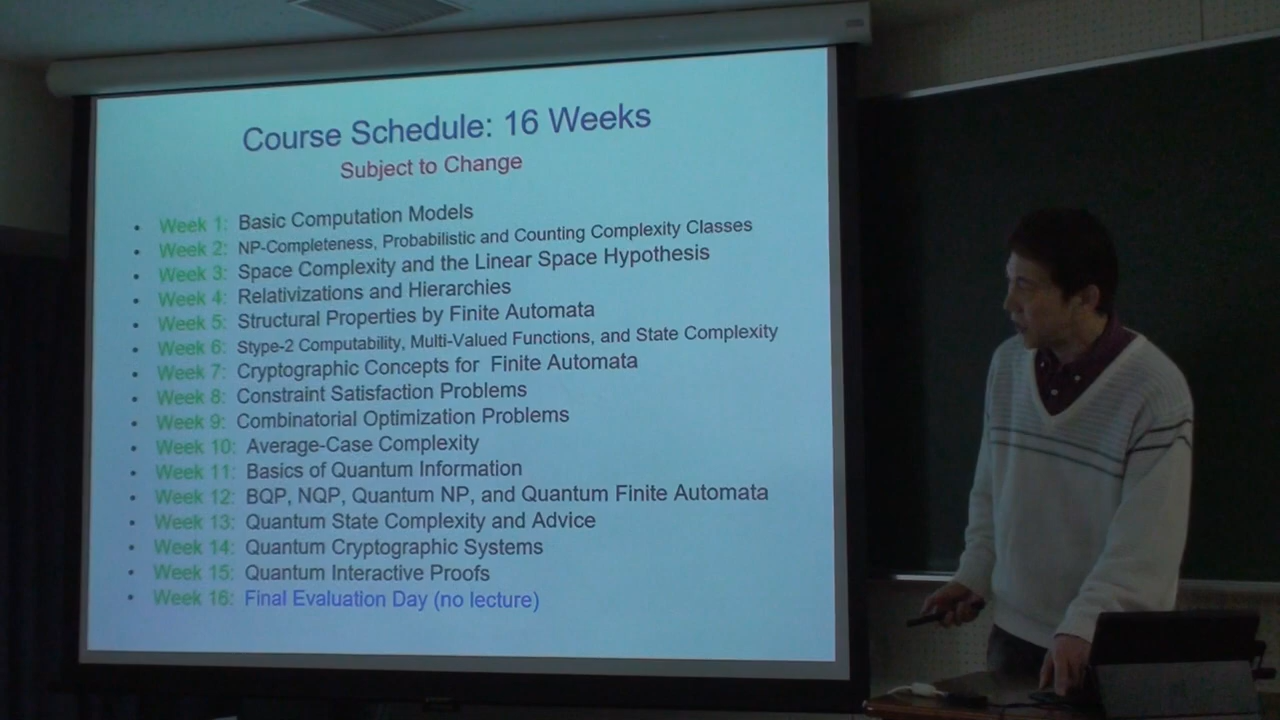 Course Schedule: 16 Weeks
Subject to Change
• Week 1: Basic Computation Models
• Week 2: NP-Completeness, Probabilistic and Counting Complexity Classes
• Week 3: Space Complexity and the Linear Space Hypothesis
• Week 4: Relativizations and Hierarchies
• Week 5: Structural Properties by Finite Automata
• Week 6: Stype-2 Computability, Multi-Valued Functions, and State Complexity
• Week 7: Cryptographic Concepts for Finite Automata
• Week 8: Constraint Satisfaction Problems
• Week 9: Combinatorial Optimization Problems
• Week 10: Average-Case Complexity
• Week 11: Basics of Quantum Information
• Week 12: BQP, NQP, Quantum NP, and Quantum Finite Automata
• Week 13: Quantum State Complexity and Advice
• Week 14: Quantum Cryptographic Systems
• Week 15: Quantum Interactive Proofs
• Week 16: Final Evaluation Day (no lecture)